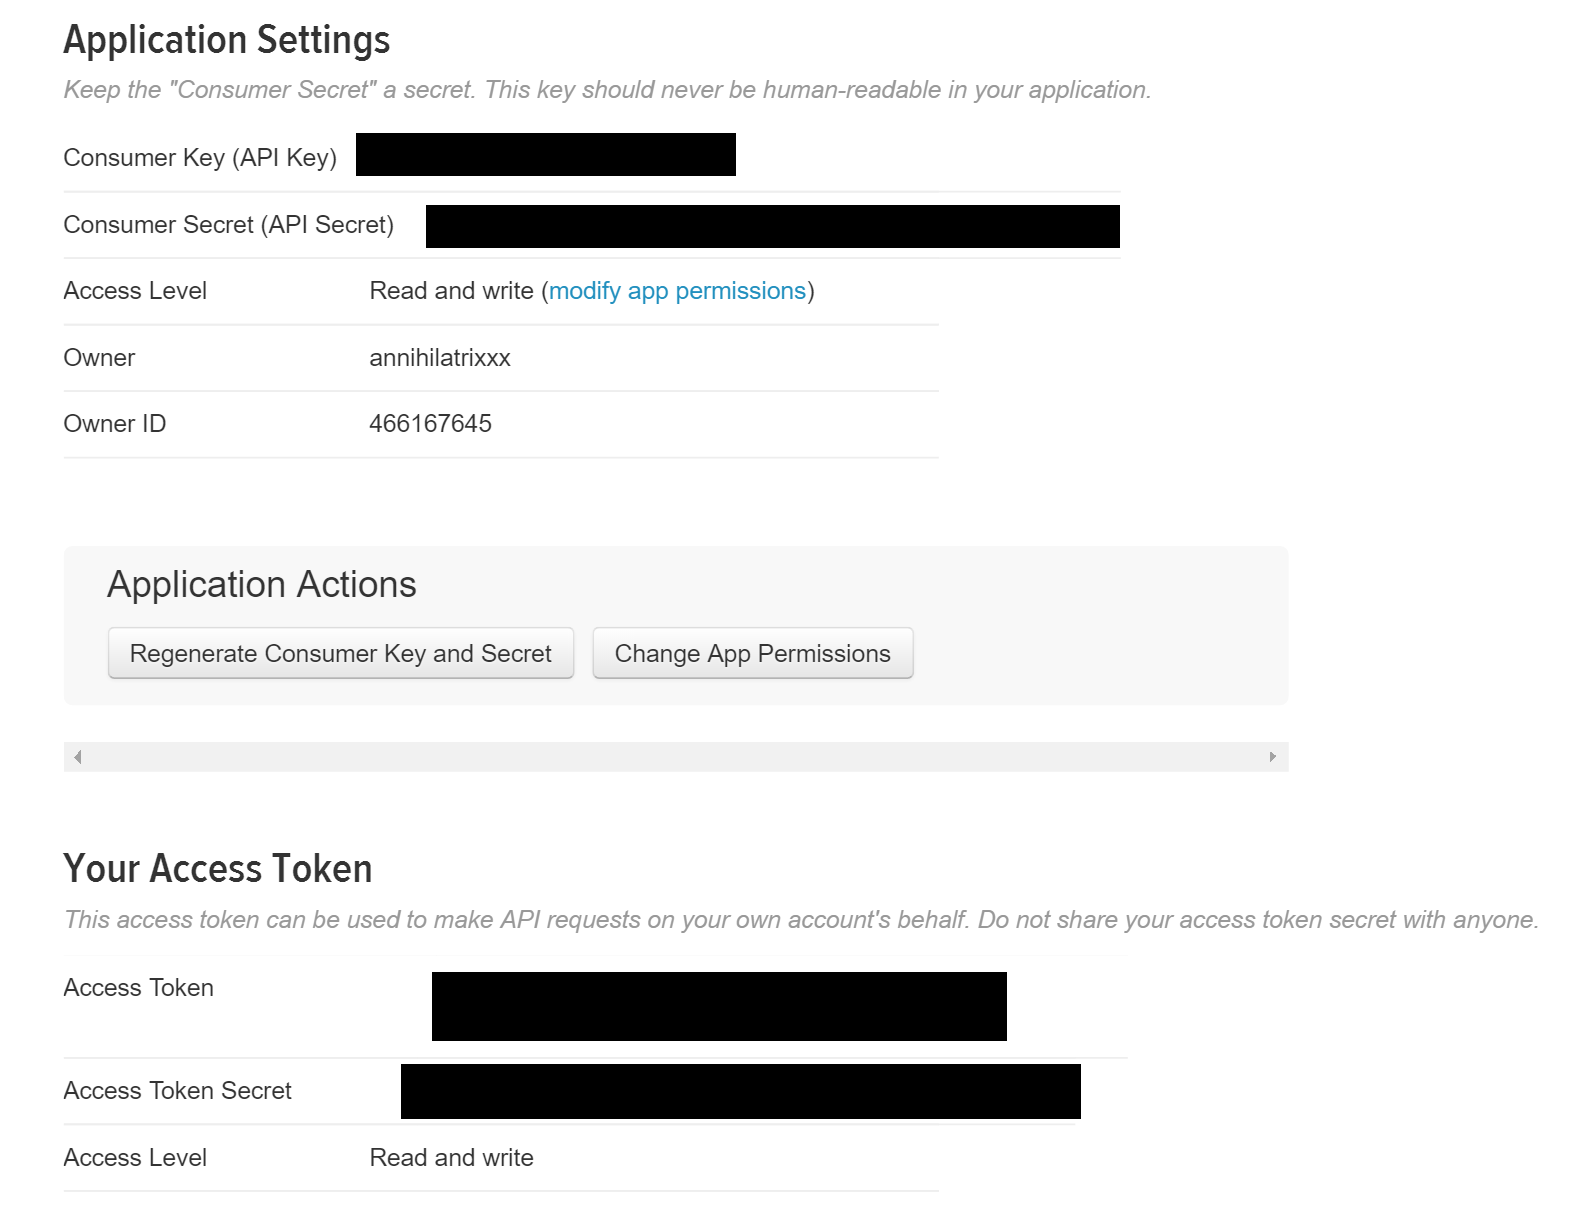 Application Settings
Keep the "Consumer Secret" a secret. This key should never be human-readable in your application.
Consumer Key (API Key)
Consumer Secret (API Secret)
Access Level Read and write (modify app permissions)
Owner annihilatrixxx
Owner ID 466167645
Application Actions
Regenerate Consumer Key and Secret Change App Permissions
Your Access Token
This access token can be used to make API requests on your own account's behalf. Do not share your access token secret with anyone.
Access Token
Access Token Secret
Access Level Read and write